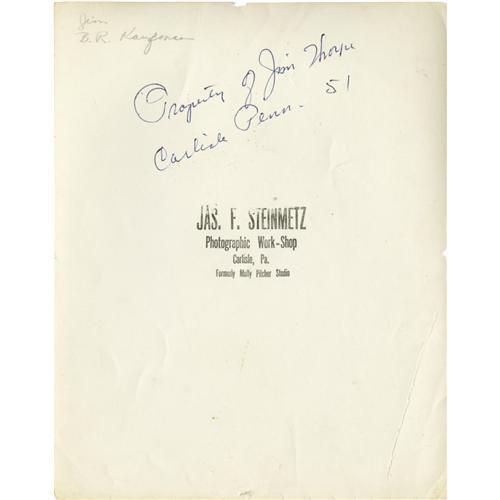 Jim
B. R.
Property of Jim Thorpe
Carlisle Penn. 51
JAS. F. STEINMETZ
Photographic Work-Shop
Carlisle, Pa.
Formerly Molly Pitcher Studio